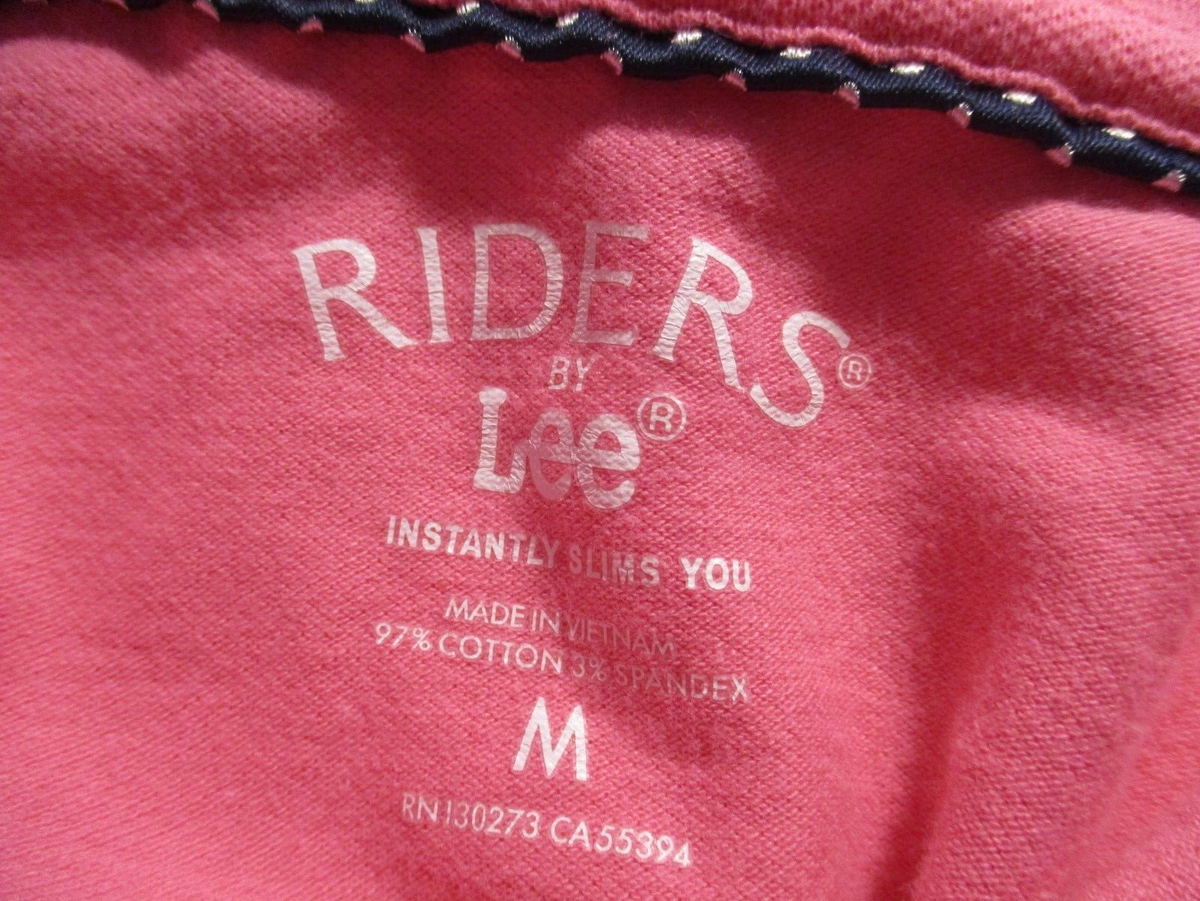 RIDERS®
BY
Lee®
INSTANTLY SLIMS YOU
MADE IN VIETNAM
97% COTTON 3% SPANDEX
M
RN130273 CA55394